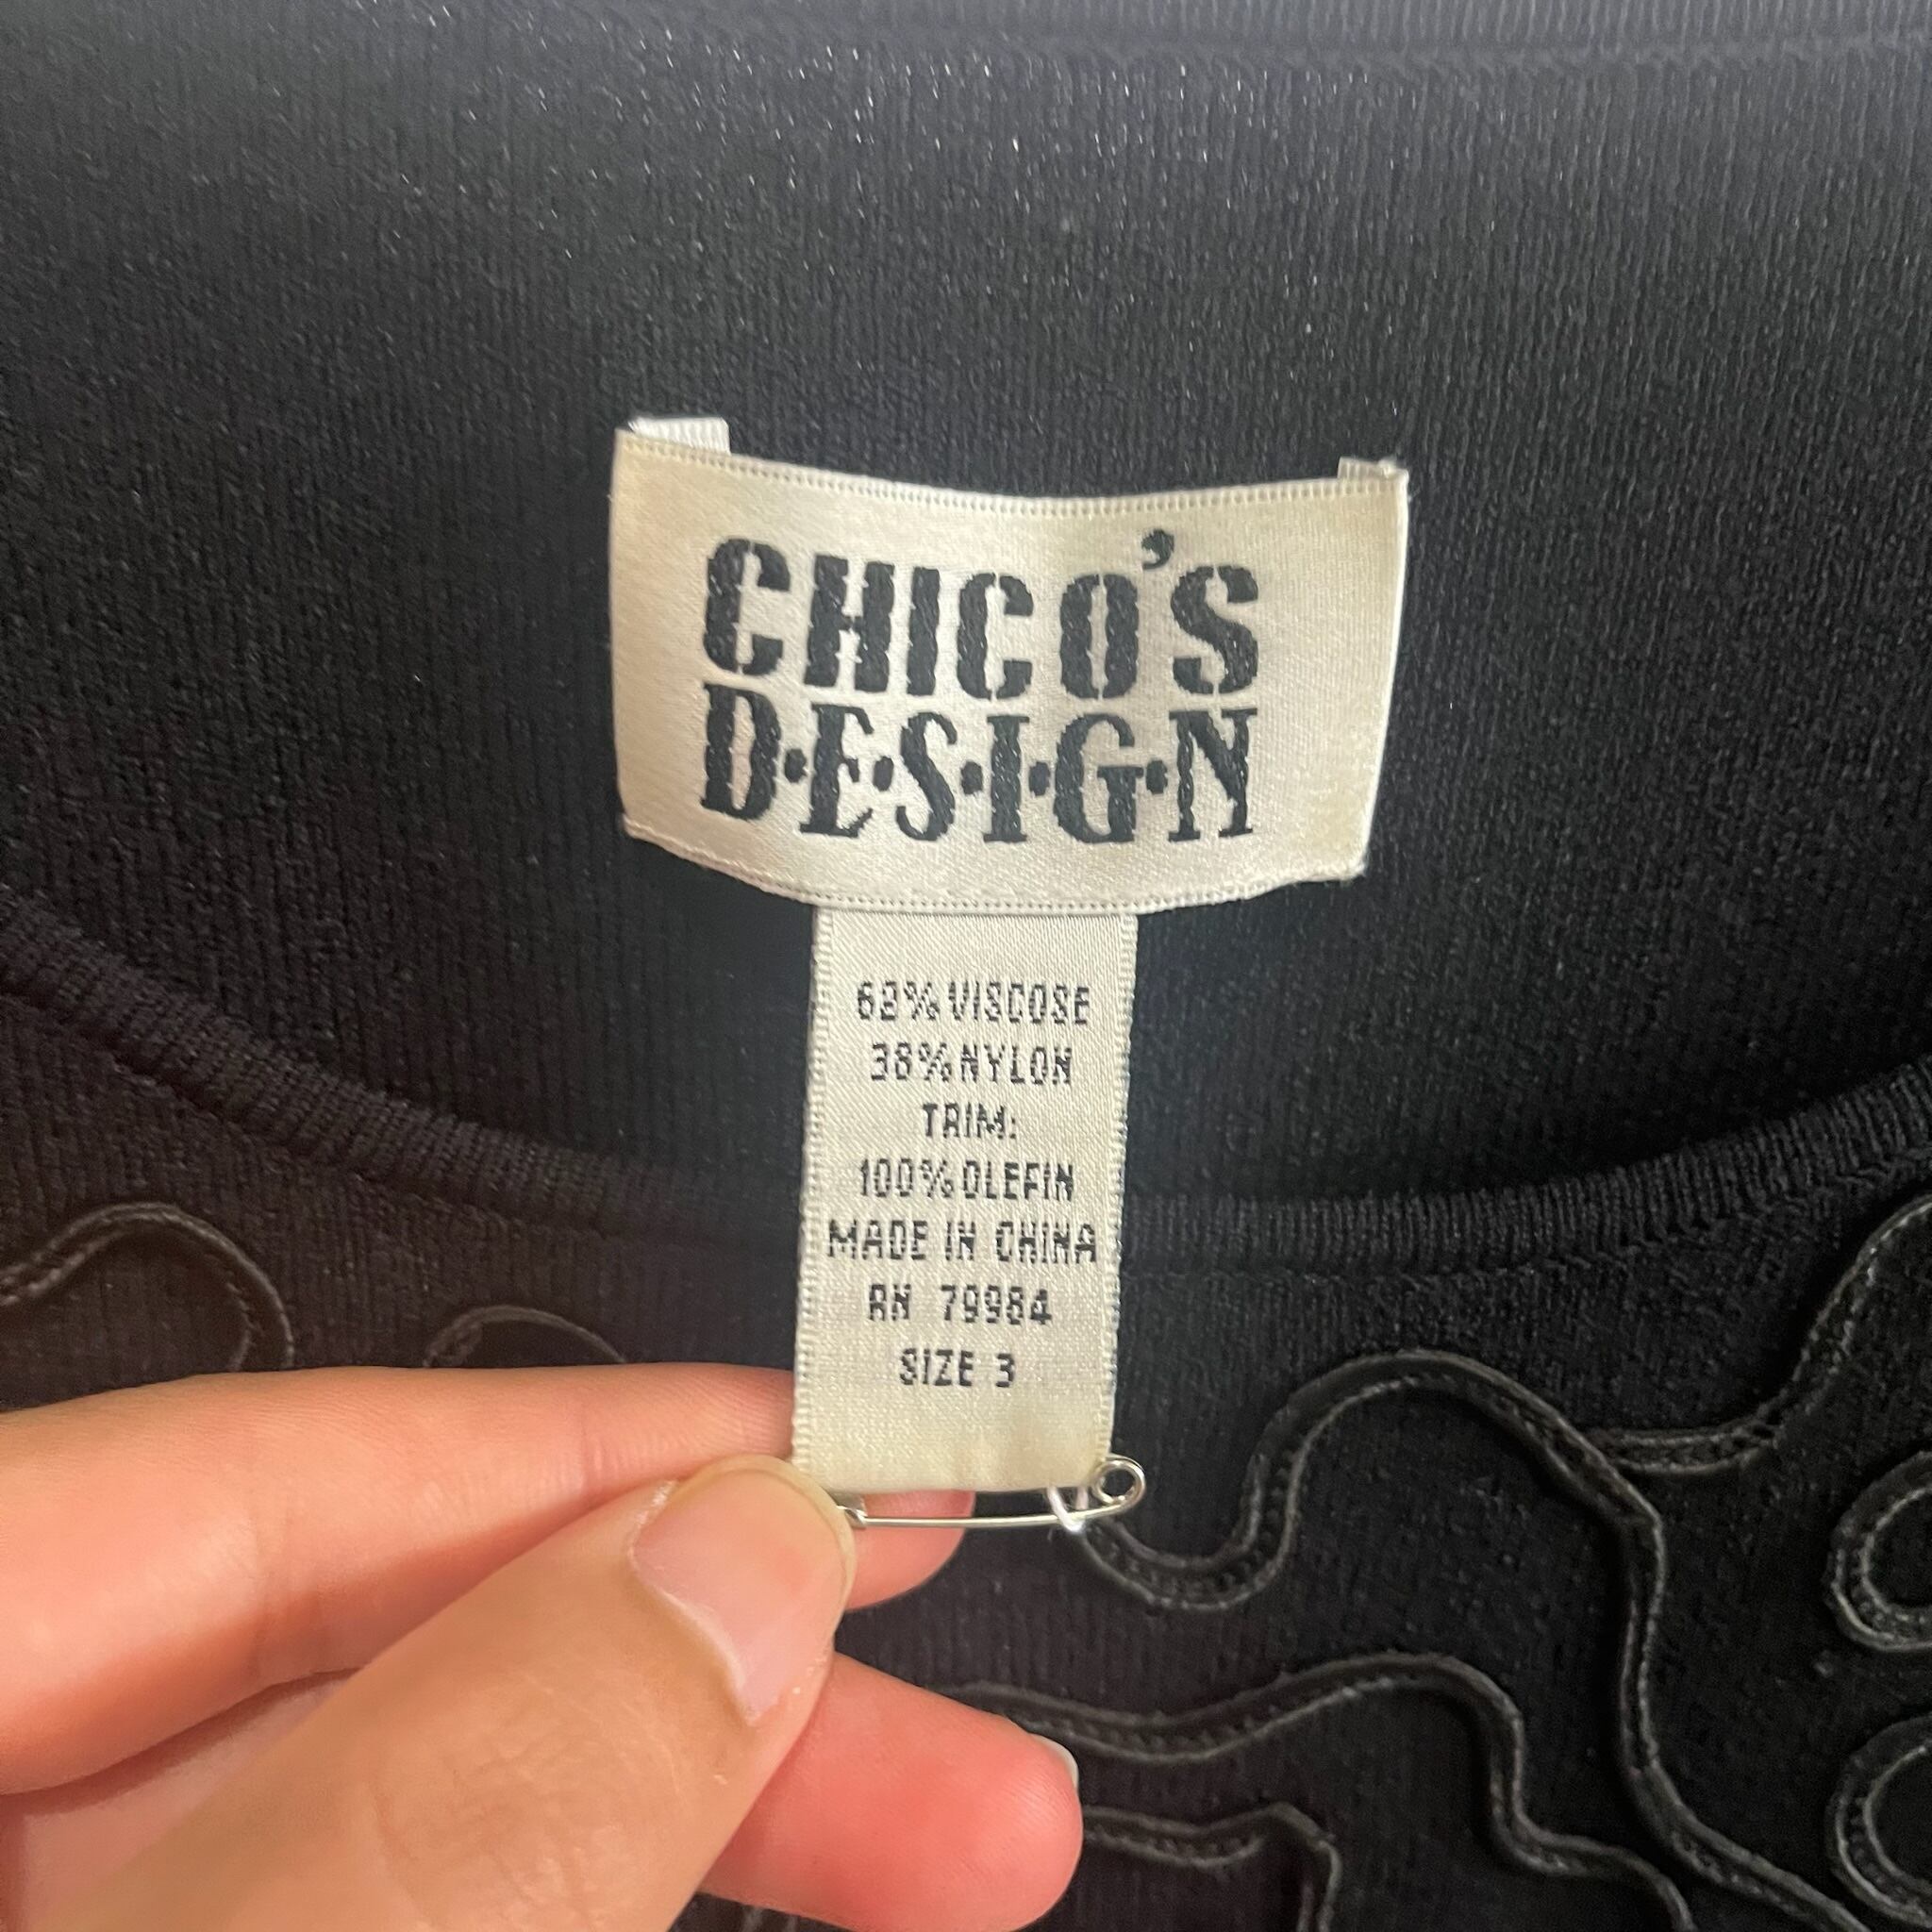 CHICO'S
D·E·S·I·G·N
62% VISCOSE
38% NYLON
TRIM:
100% OLEFIN
MADE IN CHINA
RN 79984
SIZE 3